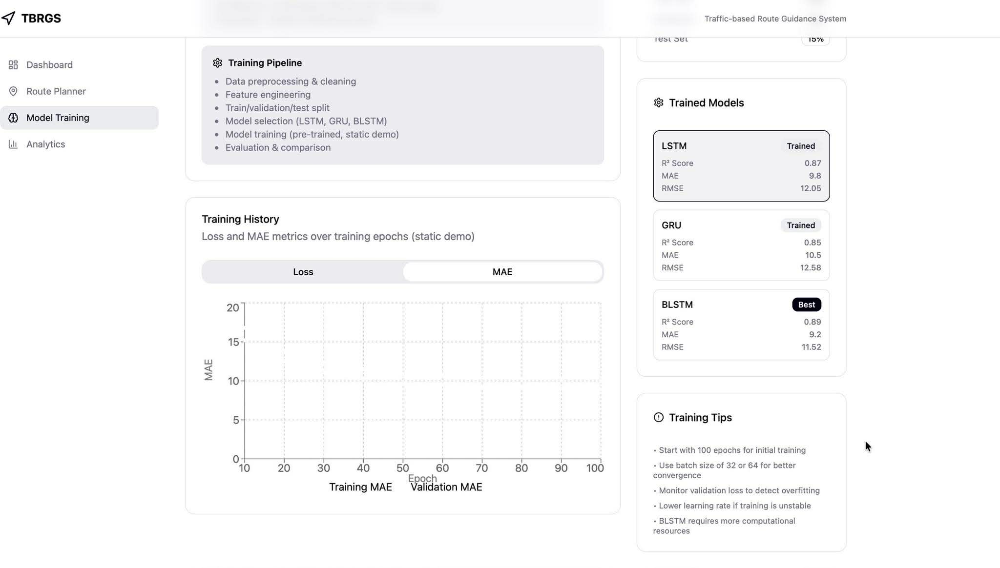 TBRGS
Traffic-based Route Guidance System
Dashboard
Route Planner
Model Training
Analytics
Training Pipeline
• Data preprocessing & cleaning
• Feature engineering
• Train/validation/test split
• Model selection (LSTM, GRU, BLSTM)
• Model training (pre-trained, static demo)
• Evaluation & comparison
Training History
Loss and MAE metrics over training epochs (static demo)
Loss
MAE
20
15
10
5
0
MAE
10 20 30 40 50 60 70 80 90 100
Epoch
Training MAE Validation MAE
Test Set 15%
Trained Models
LSTM Trained
R² Score 0.87
MAE 9.8
RMSE 12.05
GRU Trained
R² Score 0.85
MAE 10.5
RMSE 12.58
BLSTM Best
R² Score 0.89
MAE 9.2
RMSE 11.52
Training Tips
• Start with 100 epochs for initial training
• Use batch size of 32 or 64 for better
convergence
• Monitor validation loss to detect overfitting
• Lower learning rate if training is unstable
• BLSTM requires more computational
resources